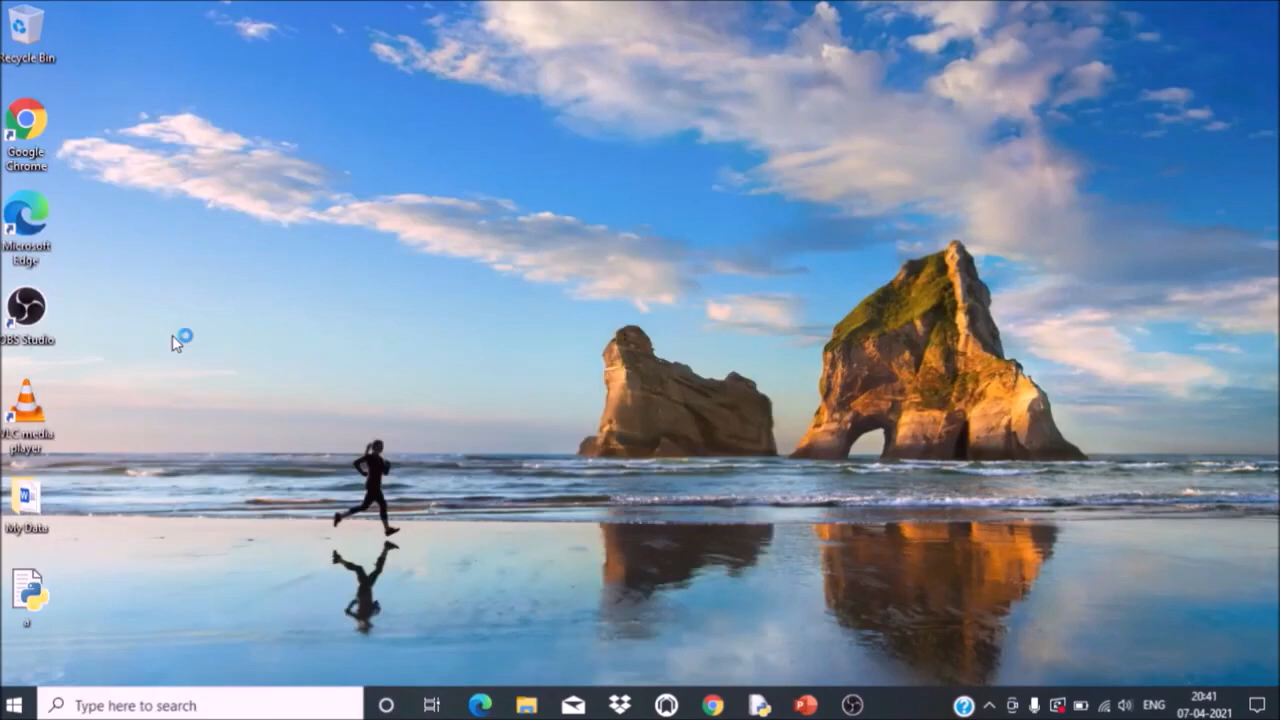 Recycle Bin
Google
Chrome
Microsoft
Edge
OBS Studio
VLC media
player
My Data
a
Type here to search
ENG
20:41
07-04-2021